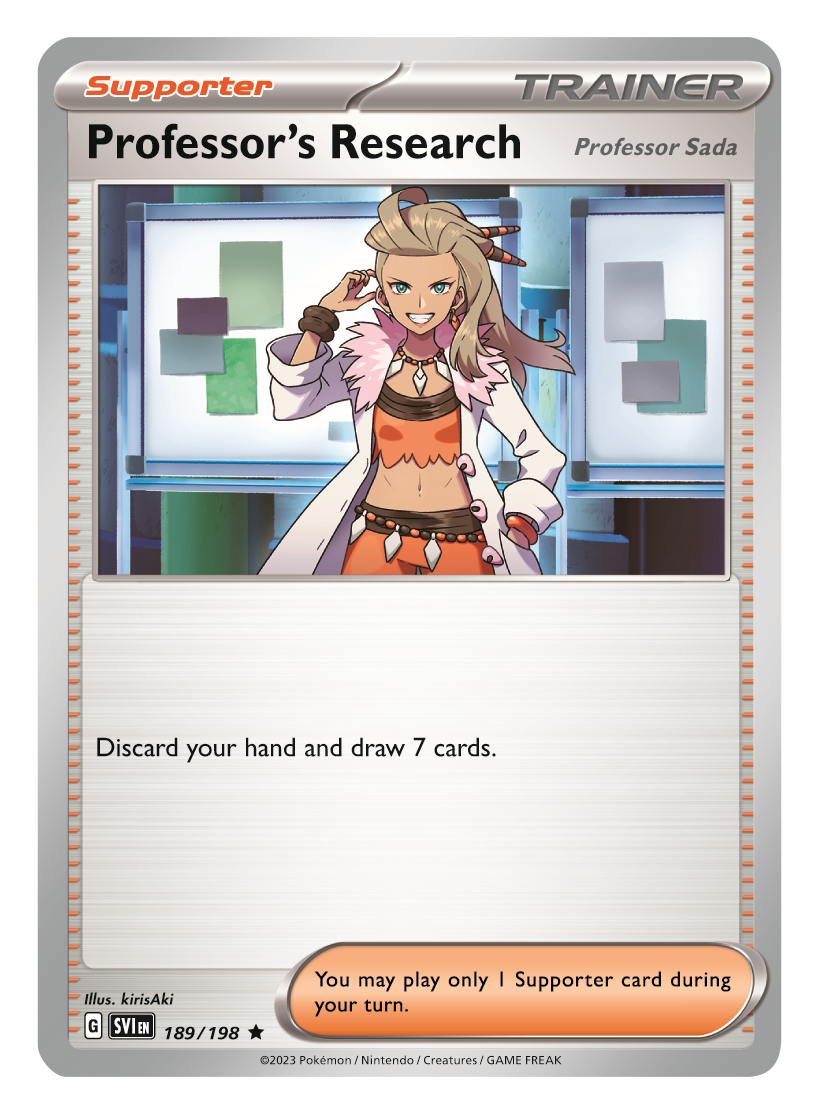 Supporter
TRAINER
Professor's Research
Professor Sada
Discard your hand and draw 7 cards.
You may play only 1 Supporter card during
your turn.
Illus. kirisAki
G SVI EN 189/198 ★
©2023 Pokémon / Nintendo / Creatures / GAME FREAK